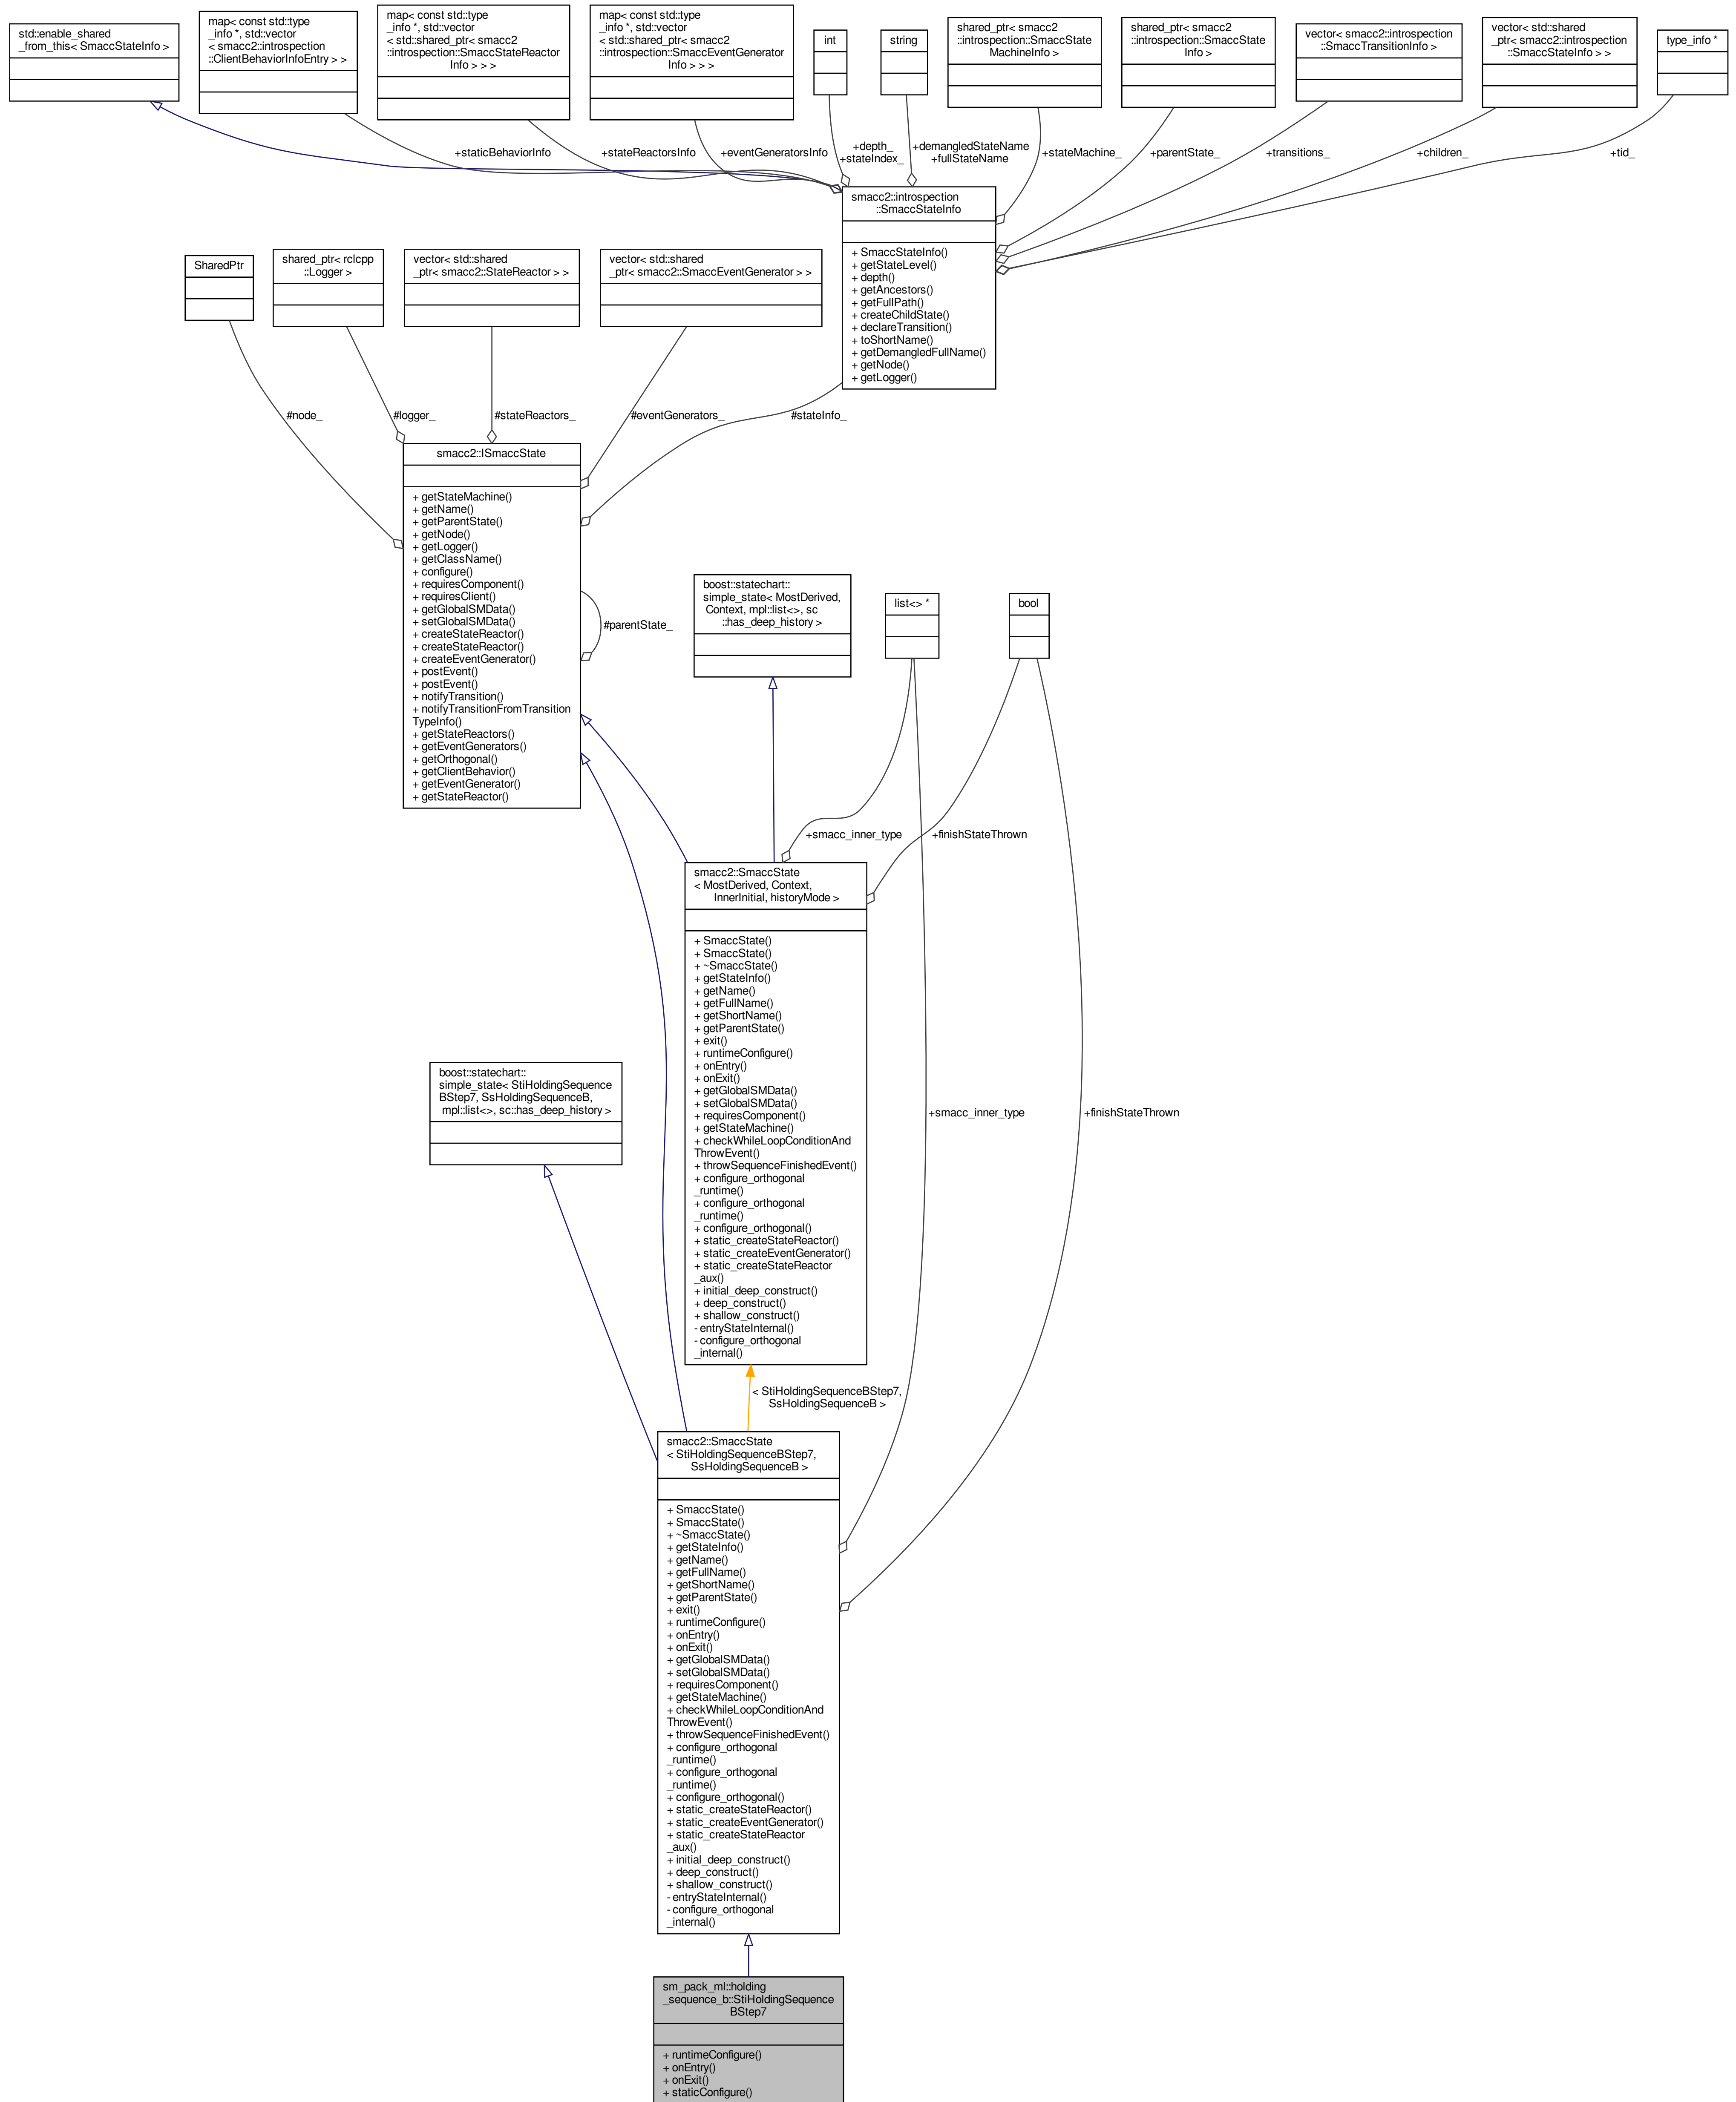 std::enable_shared
_from_this< SmaccStateInfo >
map< const std::type
_info *, std::vector
< smacc2::introspection
::ClientBehaviorInfoEntry > >
map< const std::type
_info *, std::vector
< std::shared_ptr< smacc2
::introspection::SmaccStateReactor
Info > > >
map< const std::type
_info *, std::vector
< std::shared_ptr< smacc2
::introspection::SmaccEventGenerator
Info > > >
int
string
shared_ptr< smacc2
::introspection::SmaccState
MachineInfo >
shared_ptr< smacc2
::introspection::SmaccState
Info >
vector< smacc2::introspection
::SmaccTransitionInfo >
vector< std::shared
_ptr< smacc2::introspection
::SmaccStateInfo > >
type_info *
+staticBehaviorInfo
+stateReactorsInfo
+eventGeneratorsInfo
+depth_
+stateIndex_
+demangledStateName
+fullStateName
+stateMachine_
+parentState_
+transitions_
+children_
+tid_
smacc2::introspection
::SmaccStateInfo
+ SmaccStateInfo()
+ getStateLevel()
+ depth()
+ getAncestors()
+ getFullPath()
+ createChildState()
+ declareTransition()
+ toShortName()
+ getDemangledFullName()
+ getNode()
+ getLogger()
SharedPtr
shared_ptr< rclcpp
::Logger >
vector< std::shared
_ptr< smacc2::StateReactor > >
vector< std::shared
_ptr< smacc2::SmaccEventGenerator > >
#node_
#logger_
#stateReactors_
#eventGenerators_
#stateInfo_
smacc2::ISmaccState
+ getStateMachine()
+ getName()
+ getParentState()
+ getNode()
+ getLogger()
+ getClassName()
+ configure()
+ requiresComponent()
+ requiresClient()
+ getGlobalSMData()
+ setGlobalSMData()
+ createStateReactor()
+ createStateReactor()
+ createEventGenerator()
+ postEvent()
+ postEvent()
+ notifyTransition()
+ notifyTransitionFromTransition
TypeInfo()
+ getStateReactors()
+ getEventGenerators()
+ getOrthogonal()
+ getClientBehavior()
+ getEventGenerator()
+ getStateReactor()
#parentState_
boost::statechart::
simple_state< MostDerived,
Context, mpl::list<>, sc
::has_deep_history >
list<> *
bool
+smacc_inner_type
+finishStateThrown
smacc2::SmaccState
< MostDerived, Context,
InnerInitial, historyMode >
+ SmaccState()
+ SmaccState()
+ ~SmaccState()
+ getStateInfo()
+ getName()
+ getFullName()
+ getShortName()
+ getParentState()
+ exit()
+ runtimeConfigure()
+ onEntry()
+ onExit()
+ getGlobalSMData()
+ setGlobalSMData()
+ requiresComponent()
+ getStateMachine()
+ checkWhileLoopConditionAnd
ThrowEvent()
+ throwSequenceFinishedEvent()
+ configure_orthogonal
_runtime()
+ configure_orthogonal
_runtime()
+ configure_orthogonal()
+ static_createStateReactor()
+ static_createEventGenerator()
+ static_createStateReactor
_aux()
+ initial_deep_construct()
+ deep_construct()
+ shallow_construct()
- entryStateInternal()
- configure_orthogonal
_internal()
boost::statechart::
simple_state< StiHoldingSequence
BStep7, SsHoldingSequenceB,
mpl::list<>, sc::has_deep_history >
+smacc_inner_type
+finishStateThrown
< StiHoldingSequenceBStep7,
SsHoldingSequenceB >
smacc2::SmaccState
< StiHoldingSequenceBStep7,
SsHoldingSequenceB >
+ SmaccState()
+ SmaccState()
+ ~SmaccState()
+ getStateInfo()
+ getName()
+ getFullName()
+ getShortName()
+ getParentState()
+ exit()
+ runtimeConfigure()
+ onEntry()
+ onExit()
+ getGlobalSMData()
+ setGlobalSMData()
+ requiresComponent()
+ getStateMachine()
+ checkWhileLoopConditionAnd
ThrowEvent()
+ throwSequenceFinishedEvent()
+ configure_orthogonal
_runtime()
+ configure_orthogonal
_runtime()
+ configure_orthogonal()
+ static_createStateReactor()
+ static_createEventGenerator()
+ static_createStateReactor
_aux()
+ initial_deep_construct()
+ deep_construct()
+ shallow_construct()
- entryStateInternal()
- configure_orthogonal
_internal()
sm_pack_ml::holding
_sequence_b::StiHoldingSequence
BStep7
+ runtimeConfigure()
+ onEntry()
+ onExit()
+ staticConfigure()